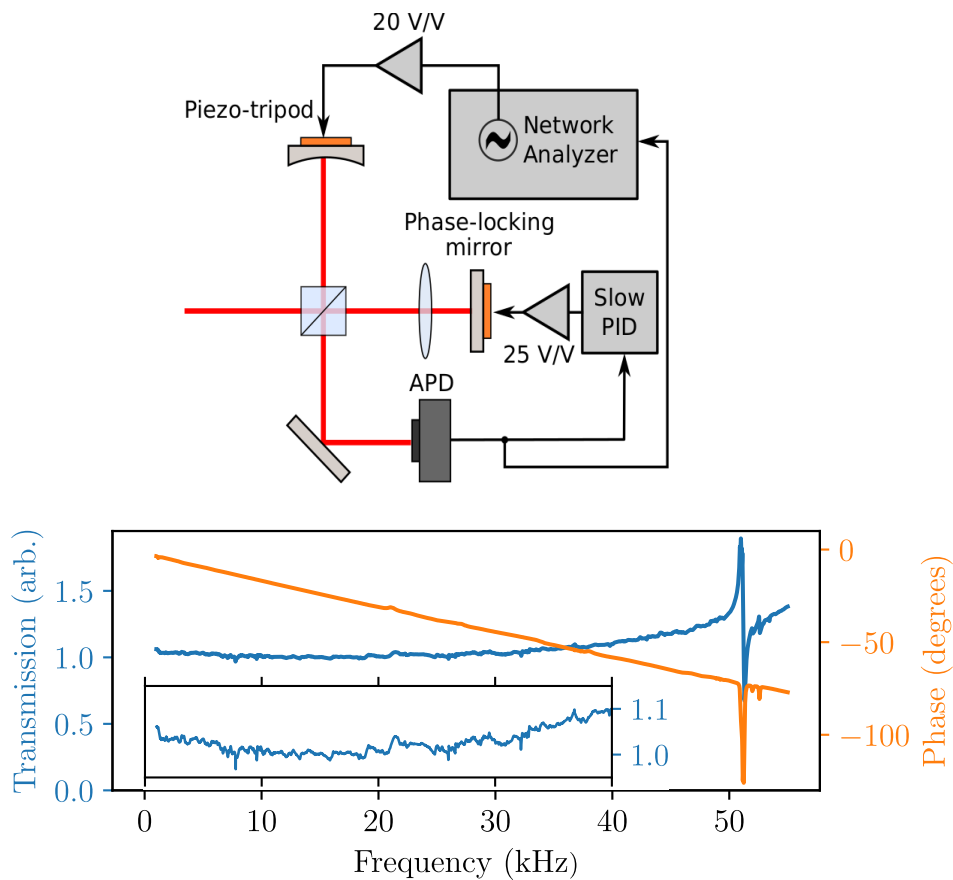 20 V/V
Piezo-tripod
Network
Analyzer
Phase-locking
mirror
Slow
PID
25 V/V
APD
Transmission (arb.)
1.5
1.0
0.5
0.0
0
−50
−100
Phase (degrees)
1.1
1.0
0
10
20
30
40
50
Frequency (kHz)